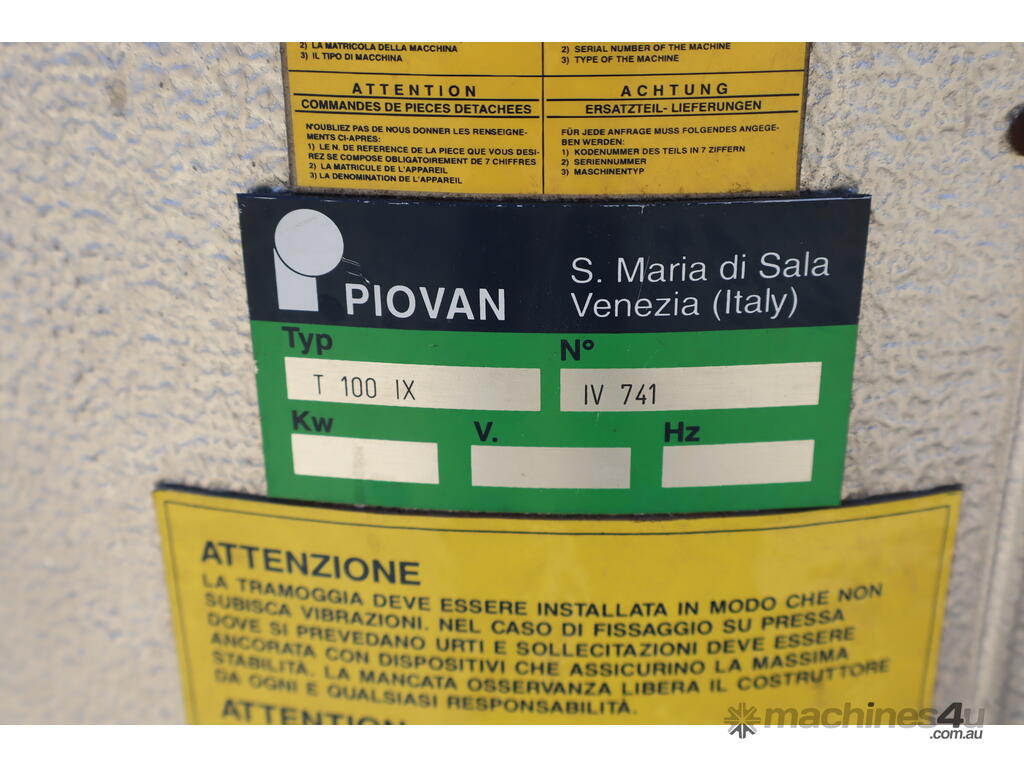 2) LA MATRICOLA DELLA MACCHINA
3) IL TIPO DI MACCHINA
2) SERIAL NUMBER OF THE MACHINE
3) TYPE OF THE MACHINE
ATTENTION
COMMANDES DE PIECES DETACHEES
N'OUBLIEZ PAS DE NOUS DONNER LES RENSEIGNE-
MENTS CI-APRES:
1) LE N. DE REFERENCE DE LA PIECE QUE VOUS DESI-
REZ SE COMPOSE OBLIGATOIREMENT DE 7 CHIFFRES
2) LA MATRICULE DE L'APPAREIL
3) LA DENOMINATION DE L'APPAREIL
ACHTUNG
ERSATZTEIL- LIEFERUNGEN
FÜR JEDE ANFRAGE MUSS FOLGENDES ANGEGE-
BEN WERDEN:
1) KODENUMMER DES TEILS IN 7 ZIFFERN
2) SERIENNUMMER
3) MASCHINENTYP
PIOVAN
S. Maria di Sala
Venezia (Italy)
Typ
N°
T 100 IX
IV 741
Kw
V.
Hz
ATTENZIONE
LA TRAMOGGIA DEVE ESSERE INSTALLATA IN MODO CHE NON
SUBISCA VIBRAZIONI. NEL CASO DI FISSAGGIO SU PRESSA
DOVE SI PREVEDANO URTI E SOLLECITAZIONI DEVE ESSERE
ANCORATA CON DISPOSITIVI CHE ASSICURINO LA MASSIMA
STABILITÀ. LA MANCATA OSSERVANZA LIBERA IL COSTRUTTORE
DA OGNI E QUALSIASI RESPONSABILITÀ.
ATTENTION
machines4u
.com.au